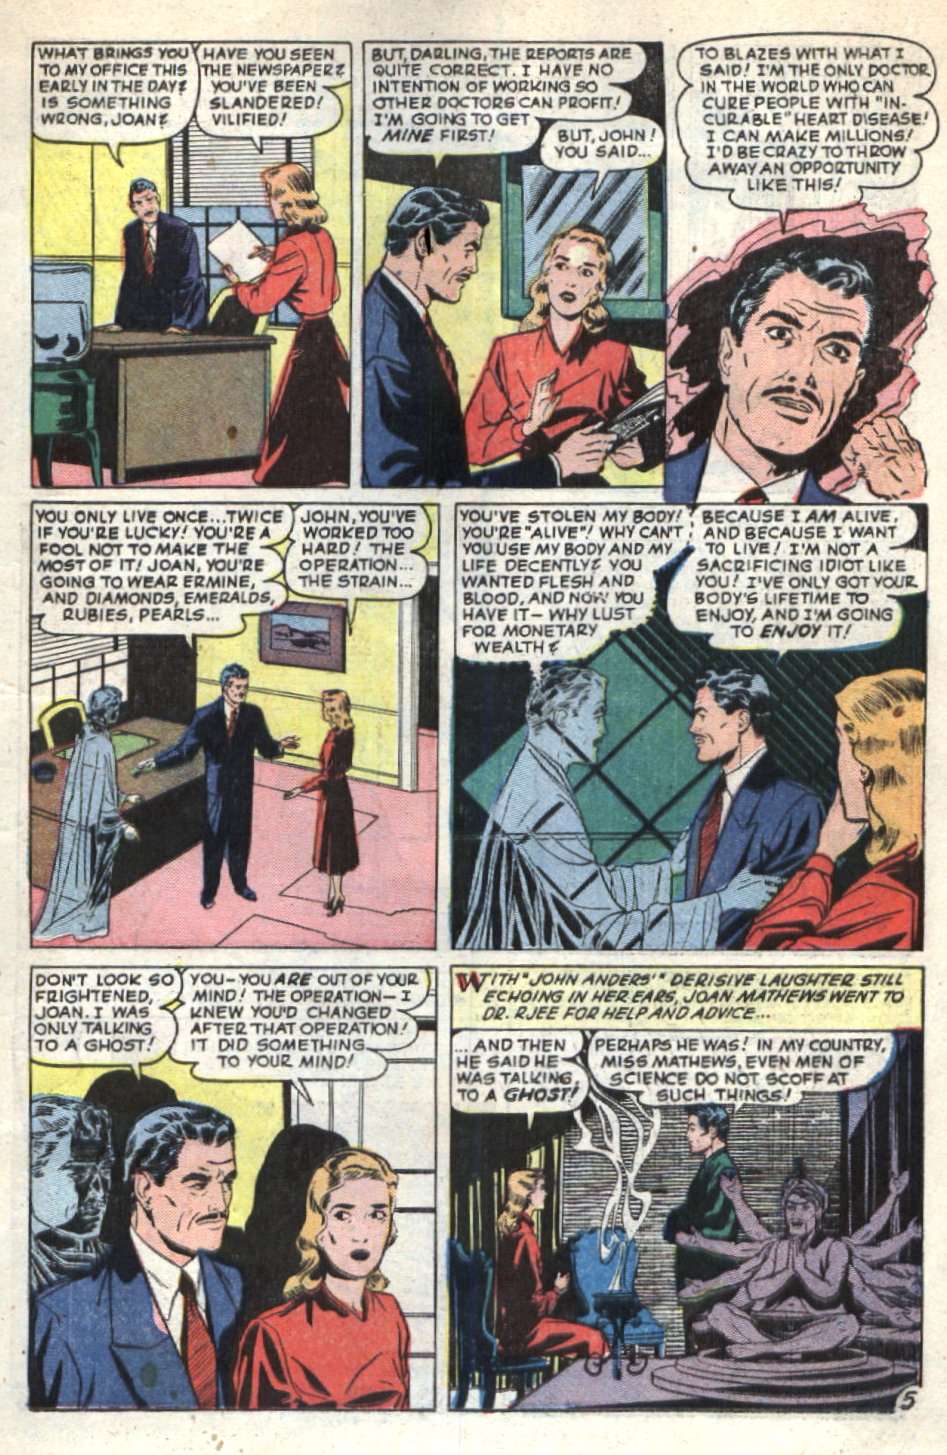 WHAT BRINGS YOU
TO MY OFFICE THIS
EARLY IN THE DAY?
IS SOMETHING
WRONG, JOAN?
HAVE YOU SEEN
THE NEWSPAPER?
YOU'VE BEEN
SLANDERED!
VILIFIED!
BUT, DARLING, THE REPORTS ARE
QUITE CORRECT. I HAVE NO
INTENTION OF WORKING SO
OTHER DOCTORS CAN PROFIT!
I'M GOING TO GET
MINE FIRST!
BUT, JOHN!
YOU SAID...
TO BLAZES WITH WHAT I
SAID! I'M THE ONLY DOCTOR
IN THE WORLD WHO CAN
CURE PEOPLE WITH "IN-
CURABLE" HEART DISEASE!
I CAN MAKE MILLIONS!
I'D BE CRAZY TO THROW
AWAY AN OPPORTUNITY
LIKE THIS!
YOU ONLY LIVE ONCE...TWICE
IF YOU'RE LUCKY! YOU'RE A
FOOL NOT TO MAKE THE
MOST OF IT! JOAN, YOU'RE
GOING TO WEAR ERMINE,
AND DIAMONDS, EMERALDS,
RUBIES, PEARLS...
JOHN, YOU'VE
WORKED TOO
HARD! THE
OPERATION...
THE STRAIN...
YOU'VE STOLEN MY BODY!
YOU'RE "ALIVE"! WHY CAN'T
YOU USE MY BODY AND MY
LIFE DECENTLY? YOU
WANTED FLESH AND
BLOOD, AND NOW YOU
HAVE IT- WHY LUST
FOR MONETARY
WEALTH?
BECAUSE I AM ALIVE,
AND BECAUSE I WANT
TO LIVE! I'M NOT A
SACRIFICING IDIOT LIKE
YOU! I'VE ONLY GOT YOUR
BODY'S LIFETIME TO
ENJOY, AND I'M GOING
TO ENJOY IT!
DON'T LOOK SO
FRIGHTENED,
JOAN. I WAS
ONLY TALKING
TO A GHOST!
YOU-YOU ARE OUT OF YOUR
MIND! THE OPERATION- I
KNEW YOU'D CHANGED
AFTER THAT OPERATION!
IT DID SOMETHING
TO YOUR MIND!
WITH "JOHN ANDERS'" DERISIVE LAUGHTER STILL
ECHOING IN HER EARS, JOAN MATHEWS WENT TO
DR. RJEE FOR HELP AND ADVICE...
...AND THEN
HE SAID HE
WAS TALKING
TO A GHOST!
PERHAPS HE WAS! IN MY COUNTRY,
MISS MATHEWS, EVEN MEN OF
SCIENCE DO NOT SCOFF AT
SUCH THINGS!
5